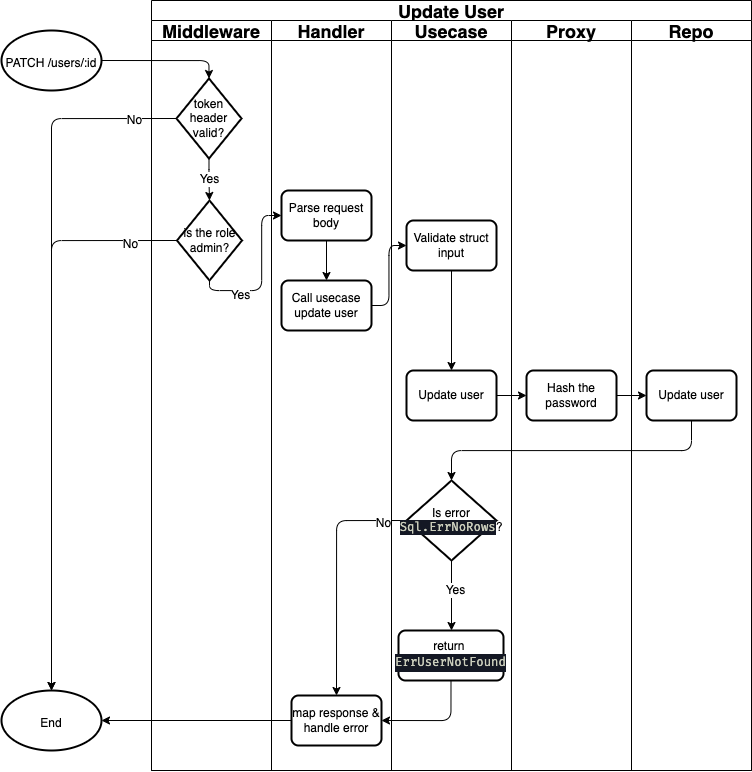 Update User
Middleware
Handler
Usecase
Proxy
Repo
PATCH /users/:id
token
header
valid?
No
Yes
is the role
admin?
No
Yes
Parse request
body
Call usecase
update user
Validate struct
input
Update user
Hash the
password
Update user
Is error
Sql.ErrNoRows?
No
Yes
return
ErrUserNotFound
map response &
handle error
End